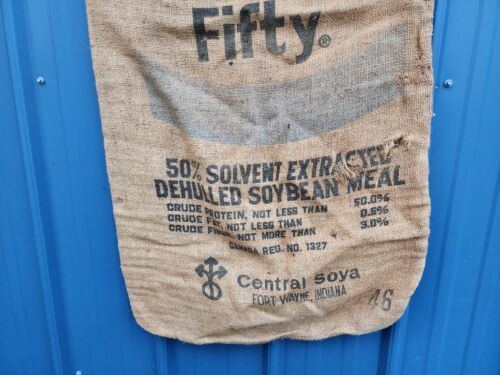 Fifty®
50% SOLVENT EXTRACTED
DEHULLED SOYBEAN MEAL
CRUDE PROTEIN, NOT LESS THAN 50.0%
CRUDE FAT, NOT LESS THAN 0.5%
CRUDE FIBER, NOT MORE THAN 3.0%
CANADA REG. NO. 1327
Central Soya
FORT WAYNE, INDIANA
46